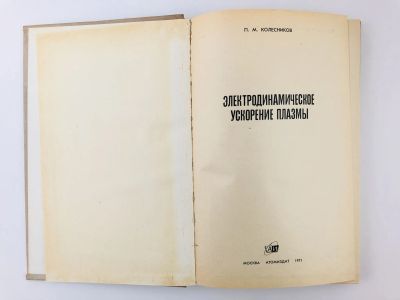 П. М. КОЛЕСНИКОВ
ЭЛЕКТРОДИНАМИЧЕСКОЕ
УСКОРЕНИЕ ПЛАЗМЫ
МОСКВА АТОМИЗДАТ 1971